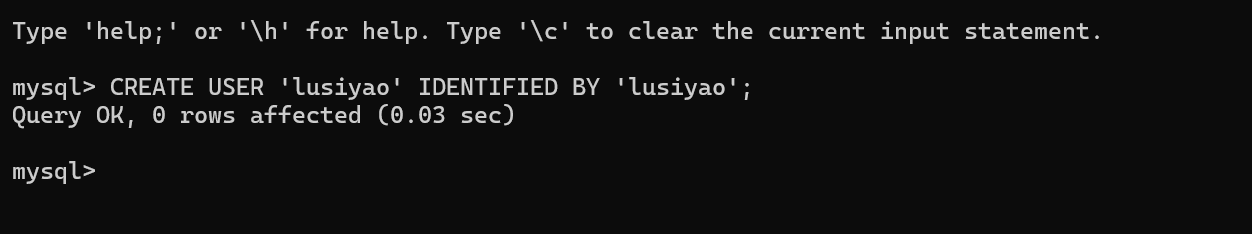 Type 'help;' or '\h' for help. Type '\c' to clear the current input statement.
mysql> CREATE USER 'lusiyao' IDENTIFIED BY 'lusiyao';
Query OK, 0 rows affected (0.03 sec)
mysql>